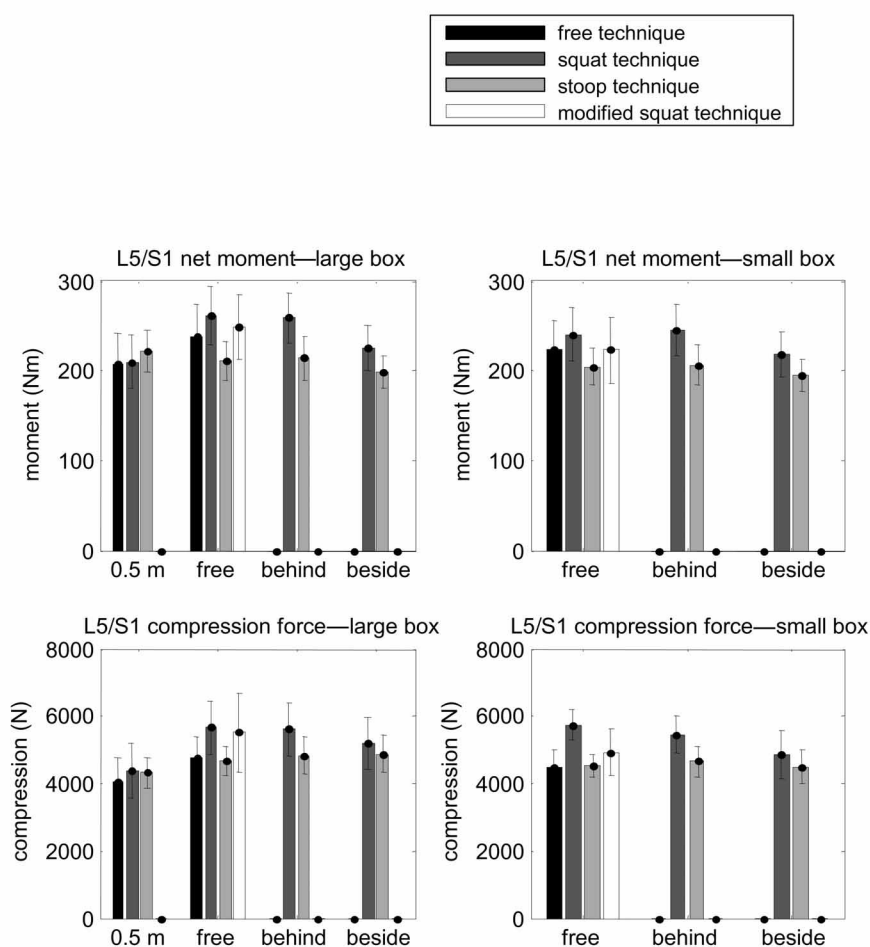 free technique
squat technique
stoop technique
modified squat technique
L5/S1 net moment—large box
300
200
100
0
moment (Nm)
0.5 m free behind beside
L5/S1 net moment—small box
300
200
100
0
moment (Nm)
free behind beside
L5/S1 compression force—large box
8000
6000
4000
2000
0
compression (N)
0.5 m free behind beside
L5/S1 compression force—small box
8000
6000
4000
2000
0
compression (N)
free behind beside